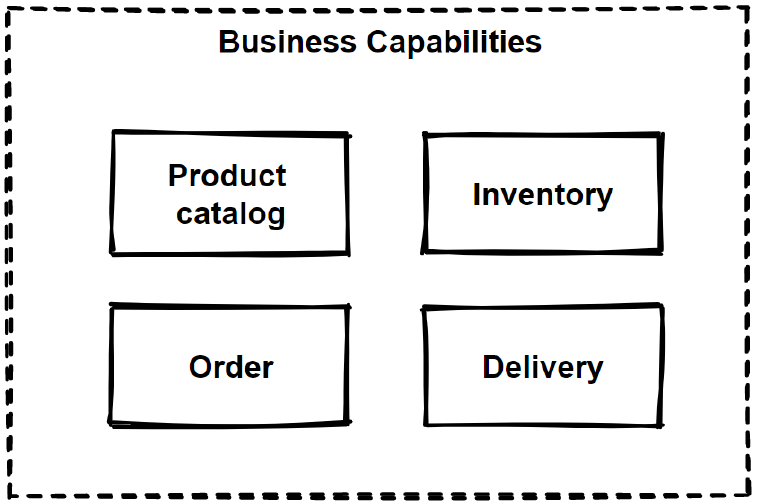 Business Capabilities
Product
catalog
Inventory
Order
Delivery